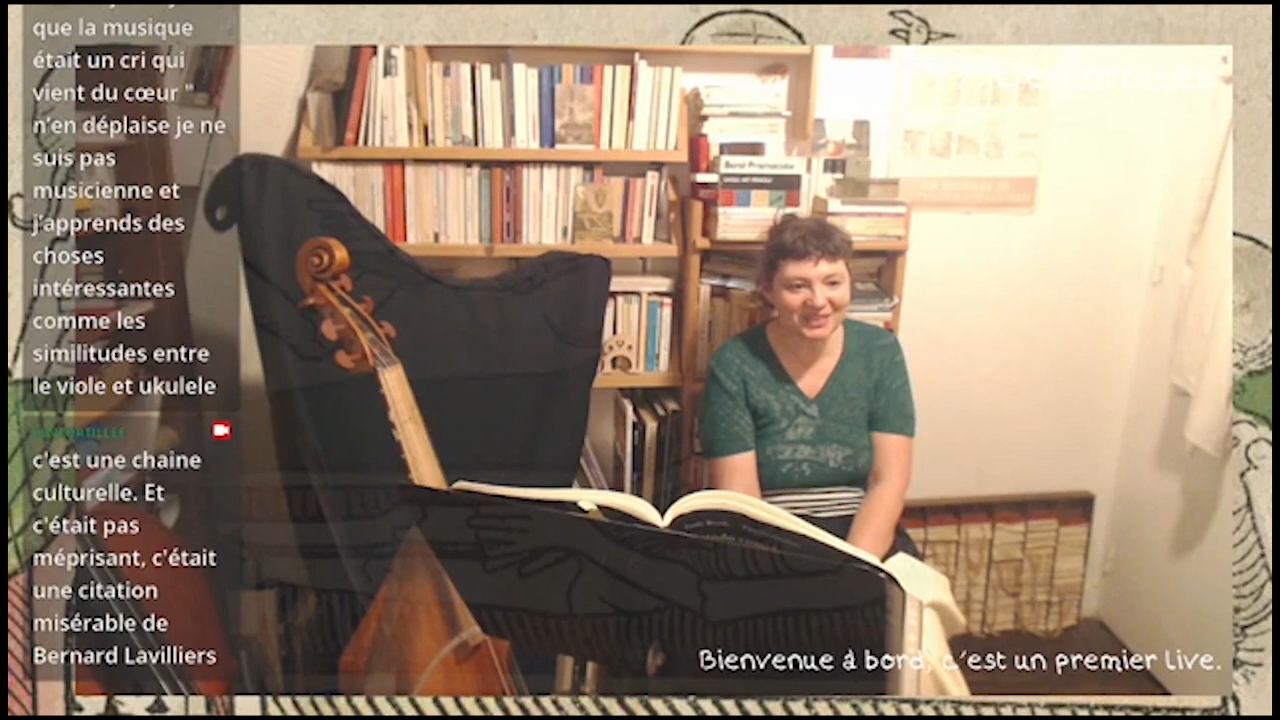 que la musique
était un cri qui
vient du cœur "
n'en déplaise je ne
suis pas
musicienne et
j'apprends des
choses
intéressantes
comme les
similitudes entre
le viole et ukulele
c'est une chaine
culturelle. Et
c'était pas
méprisant, c'était
une citation
misérable de
Bernard Lavilliers
Bienvenue à bord, c'est un premier live.